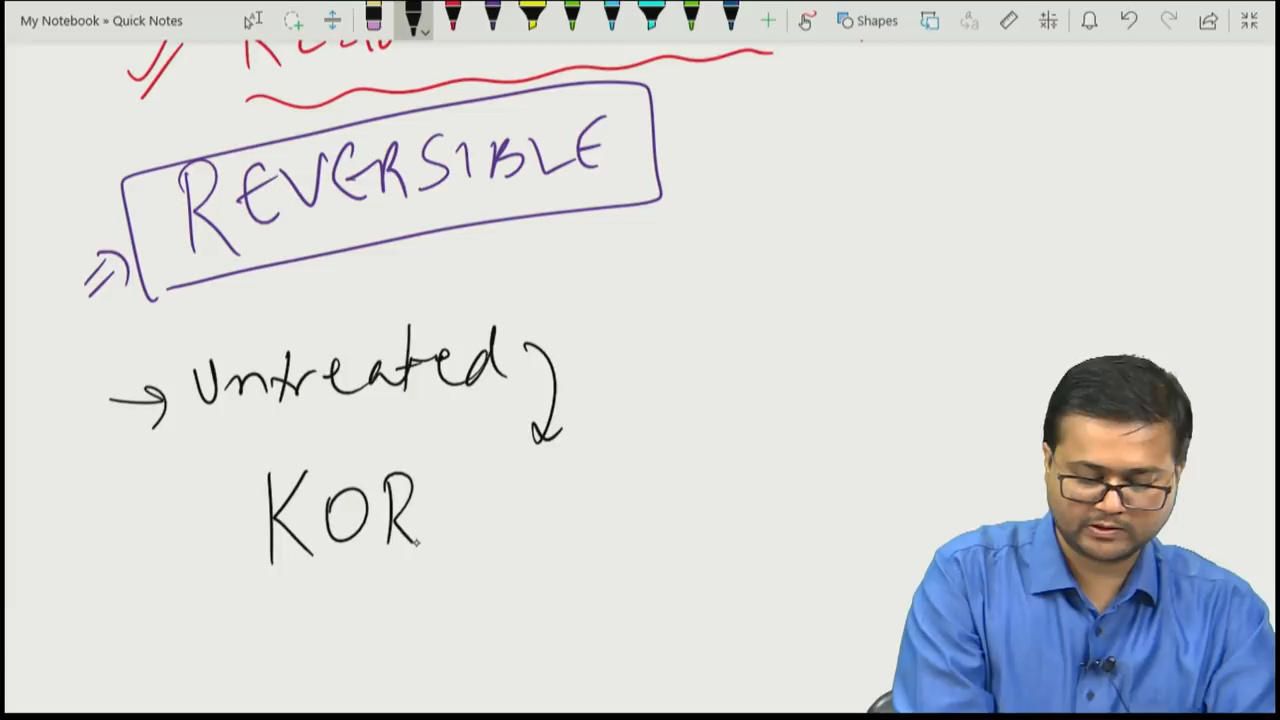 My Notebook » Quick Notes
Shapes
REVERSIBLE
→ Untreated
KOR